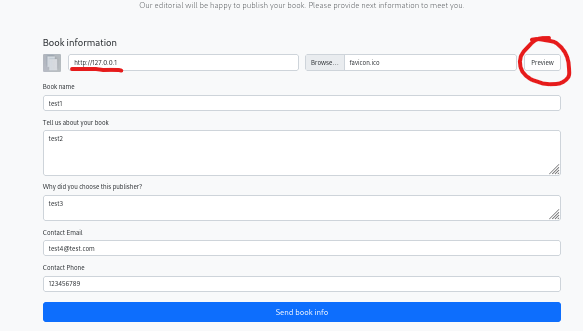 Our editorial will be happy to publish your book. Please provide next information to meet you.
Book information
http://127.0.0.1
Browse...
favicon.ico
Preview
Book name
test1
Tell us about your book
test2
Why did you choose this publisher?
test3
Contact Email
test4@test.com
Contact Phone
123456789
Send book info